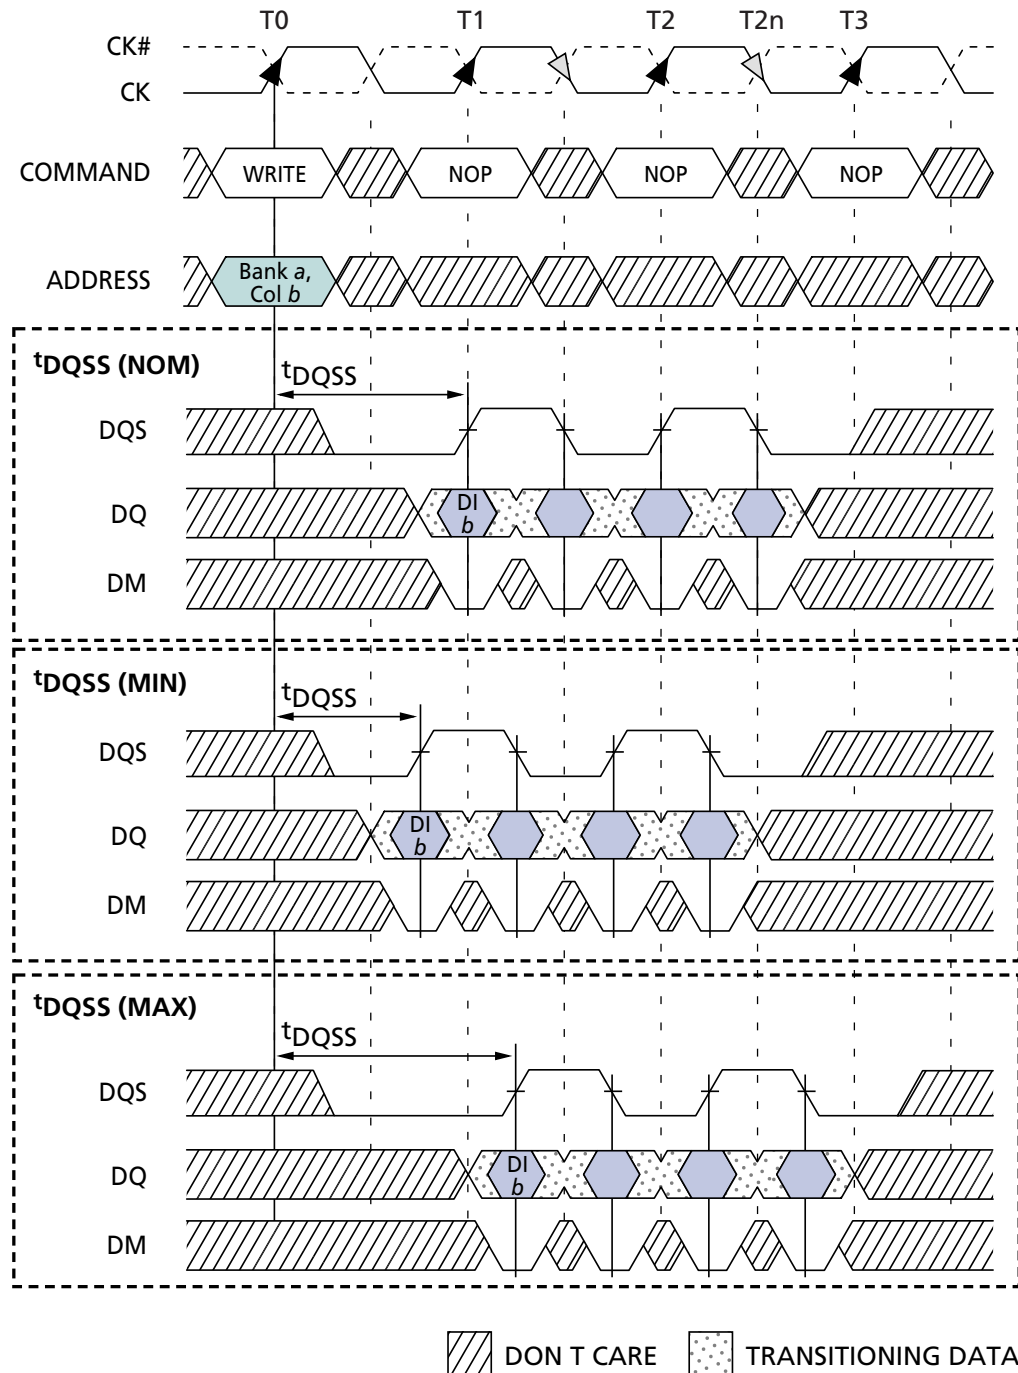 T0 T1 T2 T2n T3
CK#
CK
COMMAND WRITE NOP NOP NOP
ADDRESS Bank a,
Col b
tDQSS (NOM)
tDQSS
DQS
DQ DI
b
DM
tDQSS (MIN)
tDQSS
DQS
DQ DI
b
DM
tDQSS (MAX)
tDQSS
DQS
DQ DI
b
DM
DON T CARE TRANSITIONING DATA